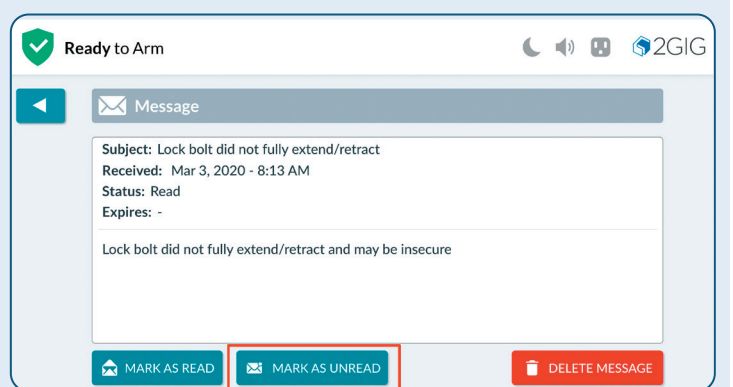 Ready to Arm
2GIG
Message
Subject: Lock bolt did not fully extend/retract
Received: Mar 3, 2020 - 8:13 AM
Status: Read
Expires: -
Lock bolt did not fully extend/retract and may be insecure
MARK AS READ
MARK AS UNREAD
DELETE MESSAGE